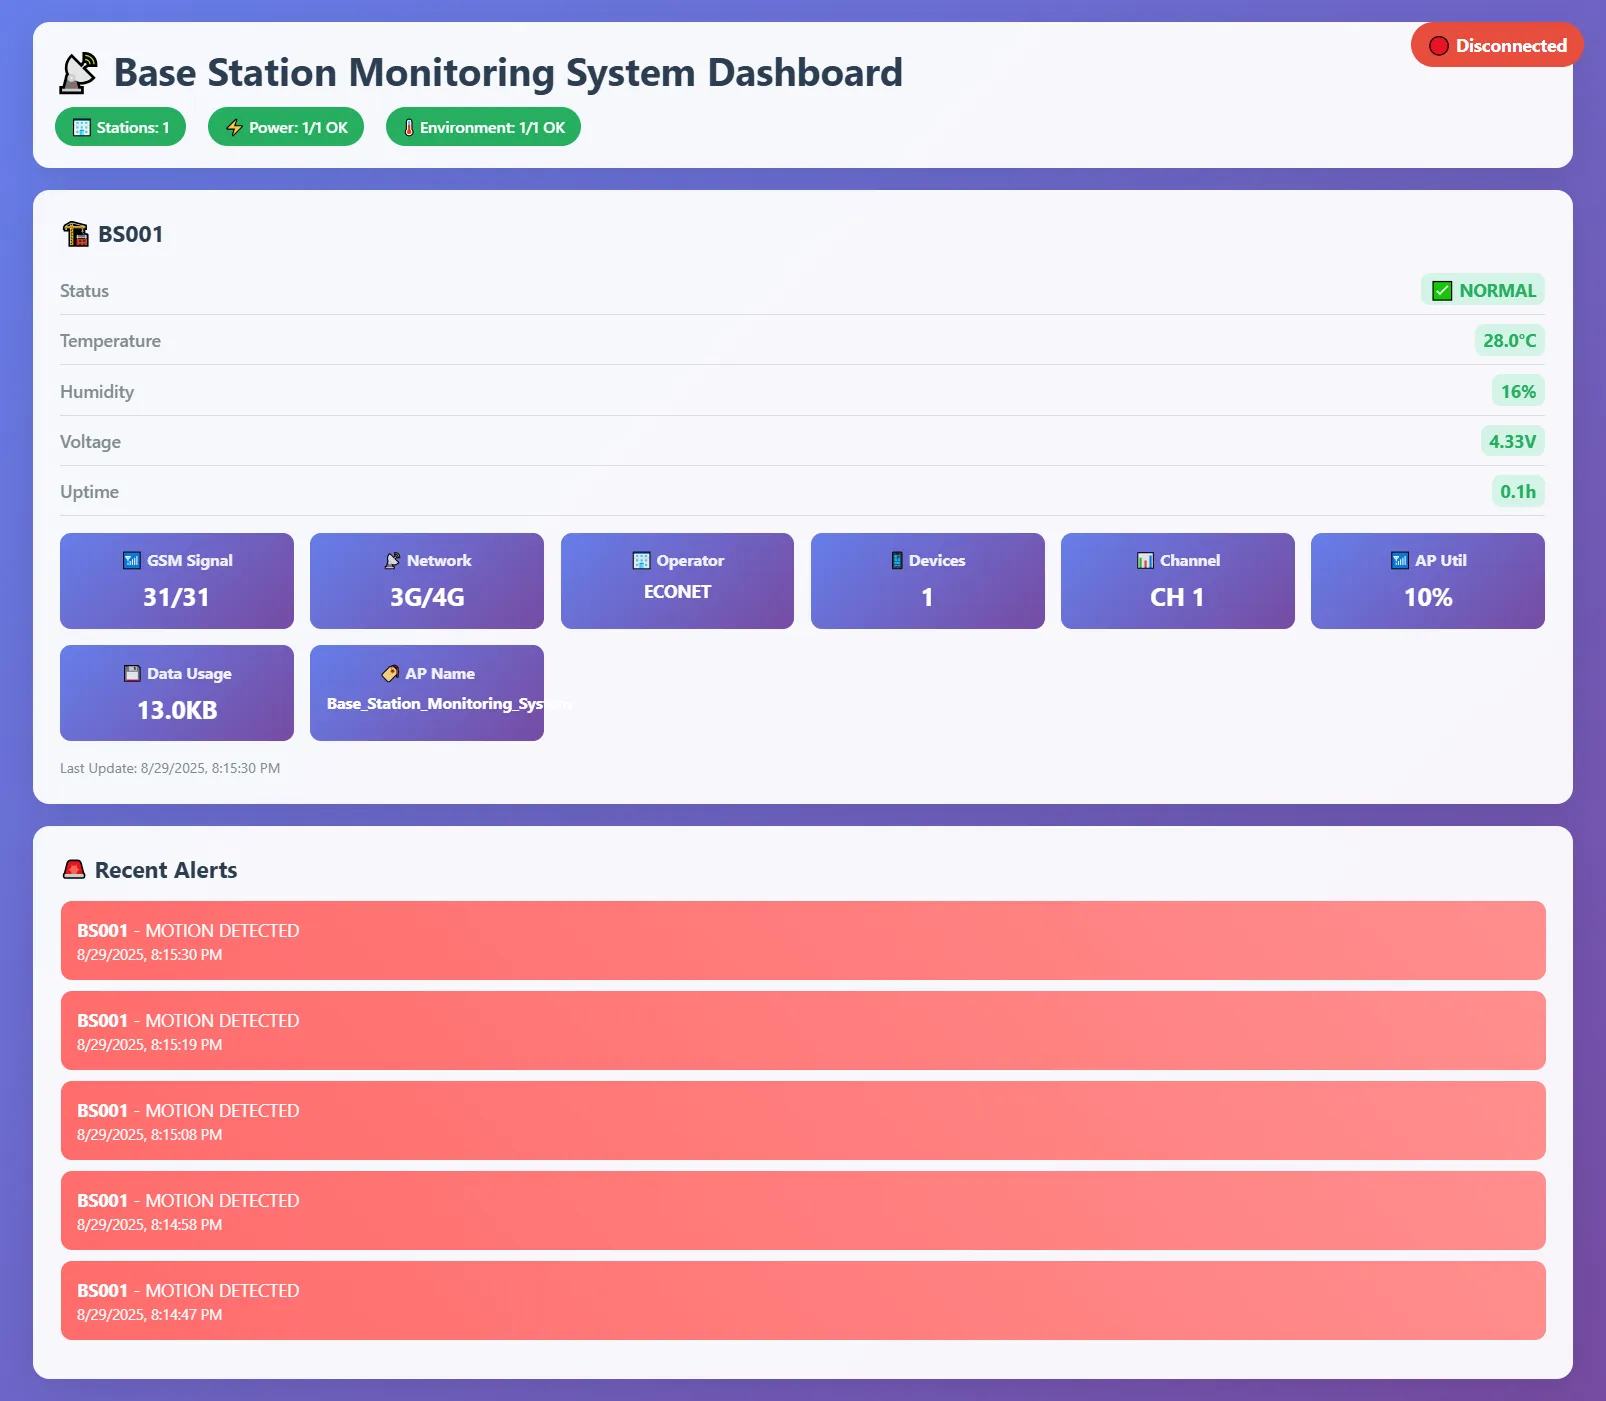 Disconnected
Base Station Monitoring System Dashboard
Stations: 1
Power: 1/1 OK
Environment: 1/1 OK
BS001
Status
NORMAL
Temperature
28.0°C
Humidity
16%
Voltage
4.33V
Uptime
0.1h
GSM Signal
31/31
Network
3G/4G
Operator
ECONET
Devices
1
Channel
CH 1
AP Util
10%
Data Usage
13.0KB
AP Name
Base_Station_Monitoring_System
Last Update: 8/29/2025, 8:15:30 PM
Recent Alerts
BS001 - MOTION DETECTED
8/29/2025, 8:15:30 PM
BS001 - MOTION DETECTED
8/29/2025, 8:15:19 PM
BS001 - MOTION DETECTED
8/29/2025, 8:15:08 PM
BS001 - MOTION DETECTED
8/29/2025, 8:14:58 PM
BS001 - MOTION DETECTED
8/29/2025, 8:14:47 PM